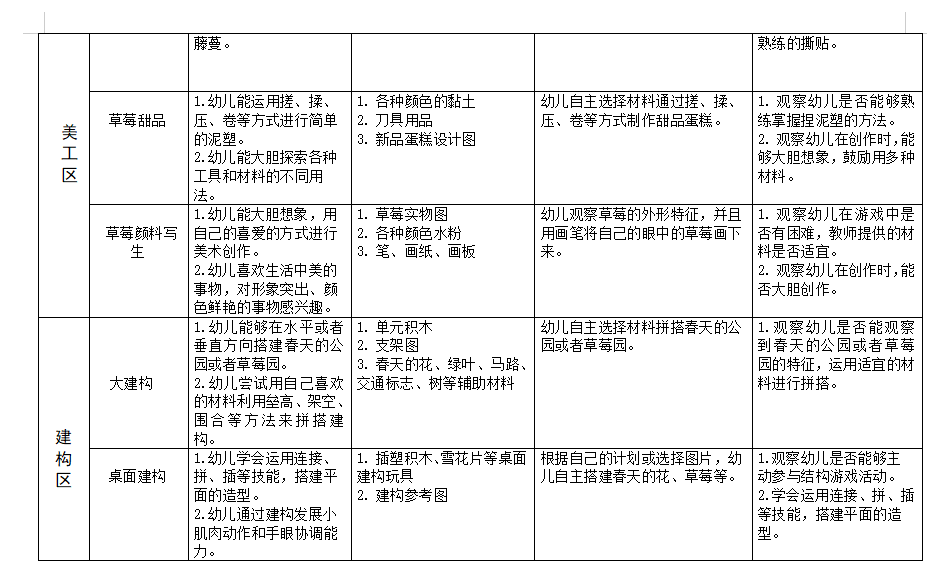 藤蔓。
熟练的撕贴。
美
工
区
草莓甜品
1.幼儿能运用搓、揉、
压、卷等方式进行简单
的泥塑。
2.幼儿能大胆探索各种
工具和材料的不同用
法。
1. 各种颜色的黏土
2. 刀具用品
3. 新品蛋糕设计图
幼儿自主选择材料通过搓、揉、
压、卷等方式制作甜品蛋糕。
1. 观察幼儿是否能够熟
练掌握捏泥塑的方法。
2. 观察幼儿在创作时,能
够大胆想象，鼓励用多种
材料。
草莓颜料写
生
1.幼儿能大胆想象，用
自己的喜爱的方式进行
美术创作。
2.幼儿喜欢生活中美的
事物，对形象突出、颜
色鲜艳的事物感兴趣。
1. 草莓实物图
2. 各种颜色水粉
3. 笔、画纸、画板
幼儿观察草莓的外形特征，并且
用画笔将自己的眼中的草莓画下
来。
1. 观察幼儿在游戏中是
否有困难，教师提供的材
料是否适宜。
2. 观察幼儿在创作时,能
否大胆创作。
建
构
区
大建构
1.幼儿能够在水平或者
垂直方向搭建春天的公
园或者草莓园。
2.幼儿尝试用自己喜欢
的材料利用垒高、架空、
围合等方法来拼搭建
构。
1. 单元积木
2. 支架图
3. 春天的花、绿叶、马路、
交通标志、树等辅助材料
幼儿自主选择材料拼搭春天的公
园或者草莓园。
1.观察幼儿是否能观察
到春天的公园或者草莓
园的特征，运用适宜的材
料进行拼搭。
桌面建构
1.幼儿学会运用连接、
拼、插等技能，搭建平
面的造型。
2.幼儿通过建构发展小
肌肉动作和手眼协调能
力。
1. 插塑积木、雪花片等桌面
建构玩具
2. 建构参考图
根据自己的计划或选择图片，幼
儿自主搭建春天的花、草莓等。
1.观察幼儿是否能够主
动参与结构游戏活动。
2.学会运用连接、拼、插
等技能，搭建平面的造
型。